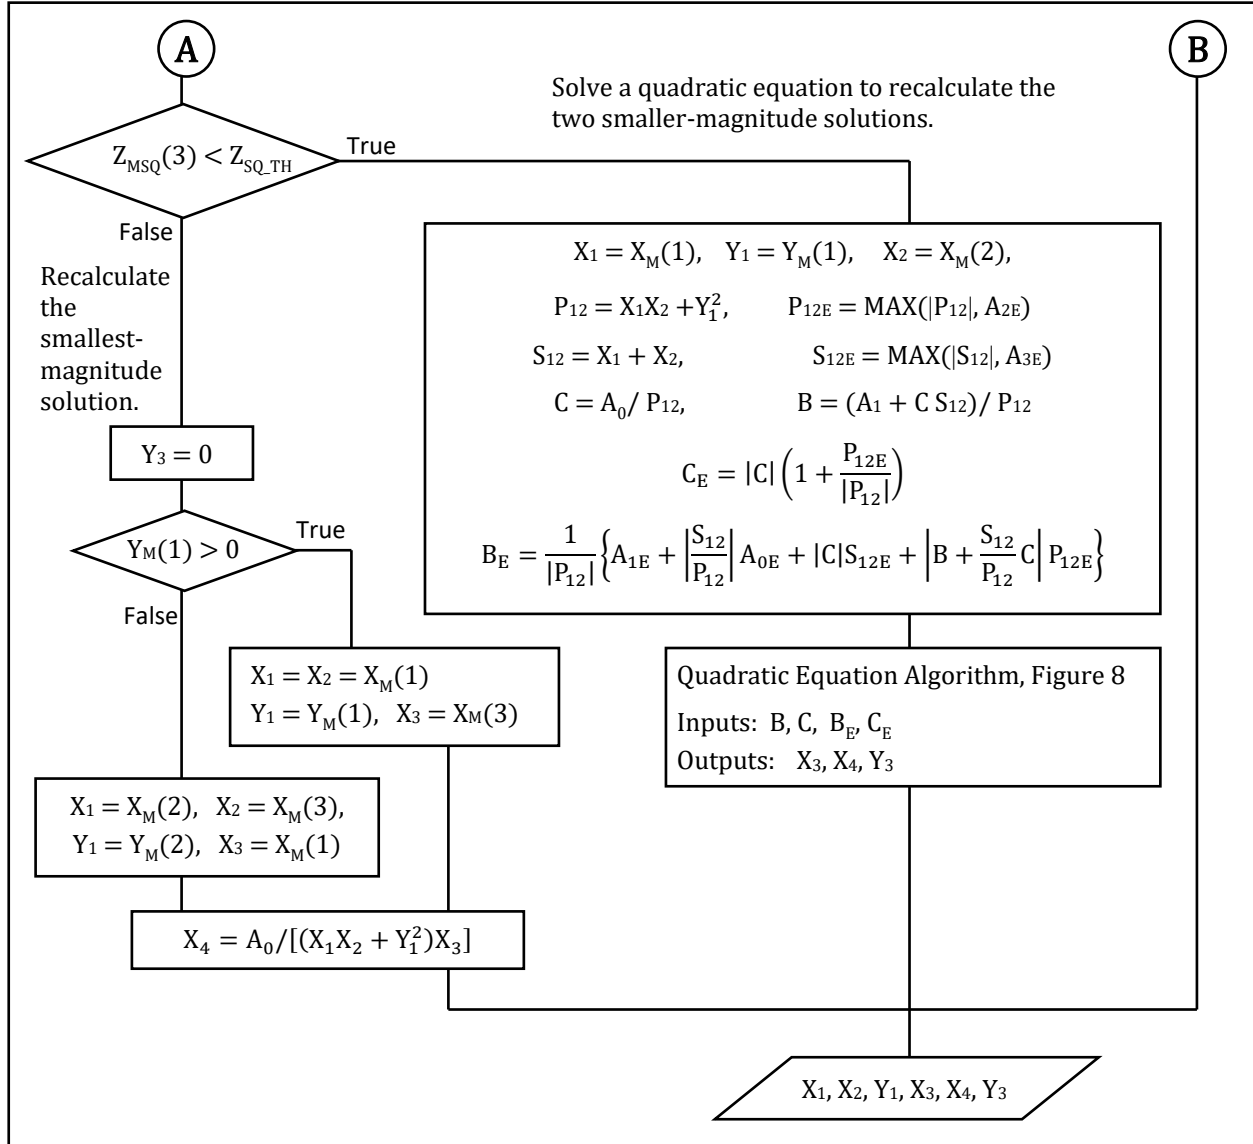 A
B
Solve a quadratic equation to recalculate the
two smaller-magnitude solutions.
Z_MSQ(3) < Z_SQ_TH
True
False
Recalculate
the
smallest-
magnitude
solution.
X₁ = X_M(1), Y₁ = Y_M(1), X₂ = X_M(2),
P₁₂ = X₁X₂ + Y₁², P₁₂E = MAX(|P₁₂|, A₂E)
S₁₂ = X₁ + X₂, S₁₂E = MAX(|S₁₂|, A₃E)
C = A₀/ P₁₂, B = (A₁ + C S₁₂)/ P₁₂
C_E = |C| (1 + P₁₂E/|P₁₂|)
B_E = 1/|P₁₂| {A₁E + |S₁₂/P₁₂| A₀E + |C|S₁₂E + |B + S₁₂/P₁₂ C| P₁₂E}
Y₃ = 0
Y_M(1) > 0
True
False
X₁ = X₂ = X_M(1)
Y₁ = Y_M(1), X₃ = X_M(3)
Quadratic Equation Algorithm, Figure 8
Inputs: B, C, B_E, C_E
Outputs: X₃, X₄, Y₃
X₁ = X_M(2), X₂ = X_M(3),
Y₁ = Y_M(2), X₃ = X_M(1)
X₄ = A₀/[(X₁X₂ + Y₁²)X₃]
X₁, X₂, Y₁, X₃, X₄, Y₃